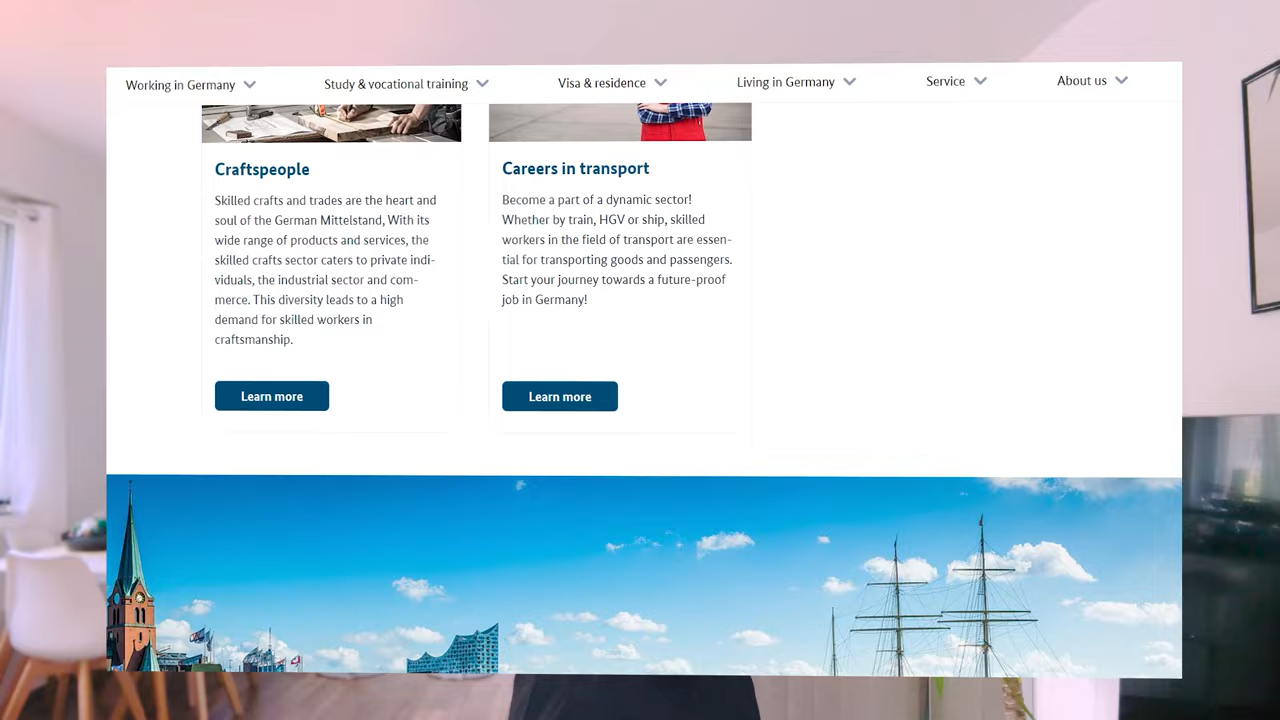 Working in Germany
Study & vocational training
Visa & residence
Living in Germany
Service
About us
Craftspeople
Skilled crafts and trades are the heart and
soul of the German Mittelstand, With its
wide range of products and services, the
skilled crafts sector caters to private indi-
viduals, the industrial sector and com-
merce. This diversity leads to a high
demand for skilled workers in
craftsmanship.
Learn more
Careers in transport
Become a part of a dynamic sector!
Whether by train, HGV or ship, skilled
workers in the field of transport are essen-
tial for transporting goods and passengers.
Start your journey towards a future-proof
job in Germany!
Learn more